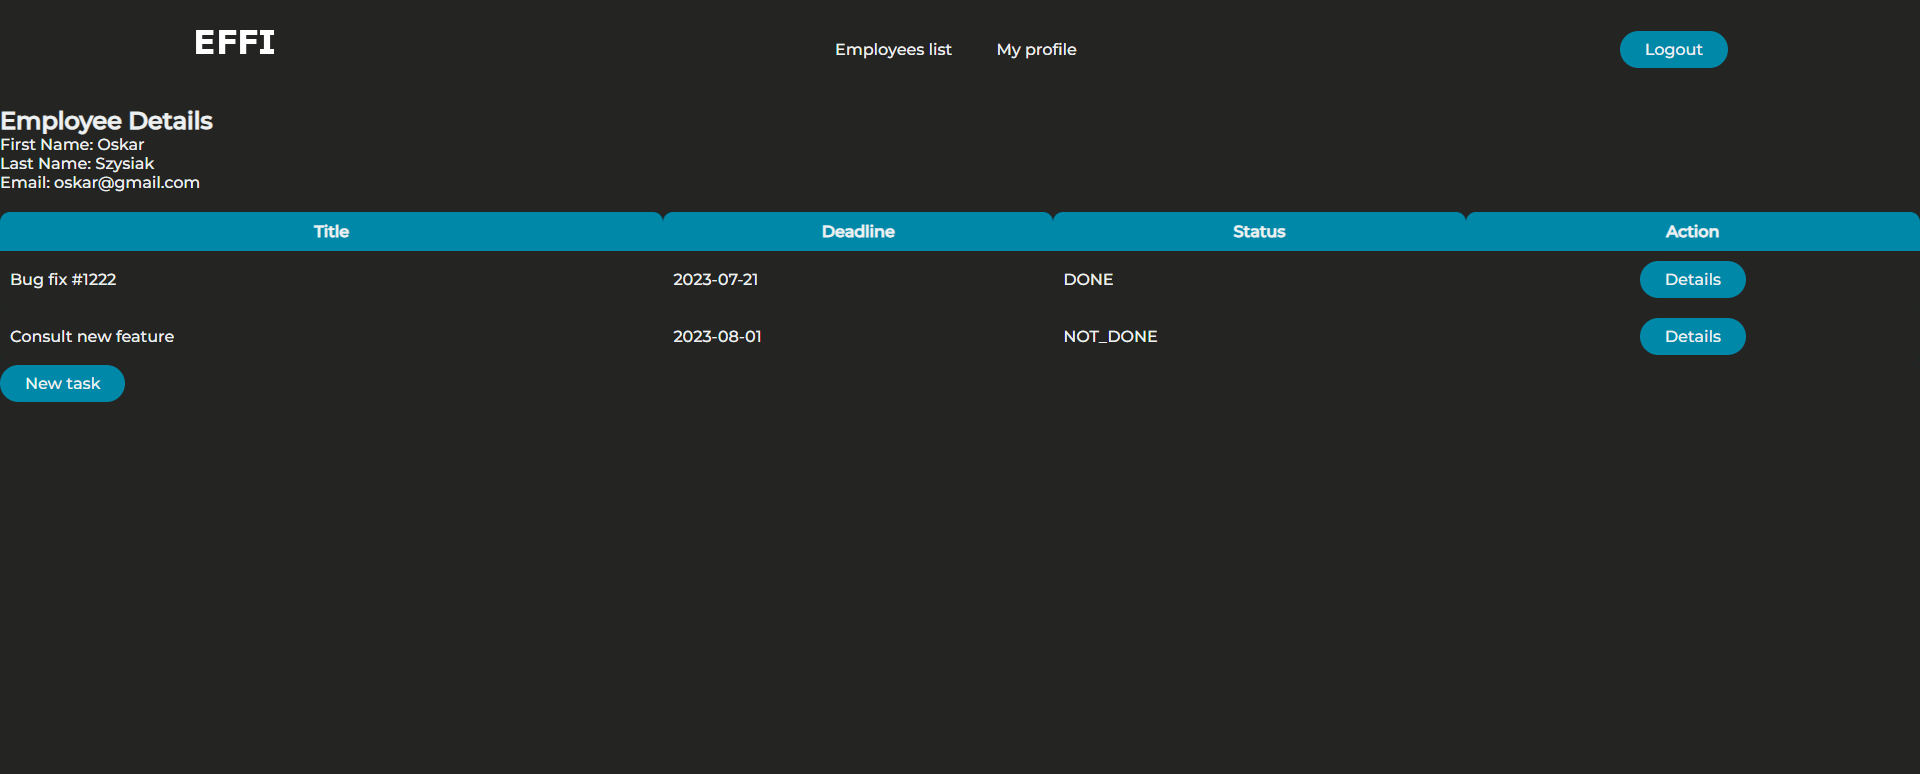 EFFI
Employees list My profile
Logout
Employee Details
First Name: Oskar
Last Name: Szysiak
Email: oskar@gmail.com
Title Deadline Status Action
Bug fix #1222 2023-07-21 DONE Details
Consult new feature 2023-08-01 NOT_DONE Details
New task